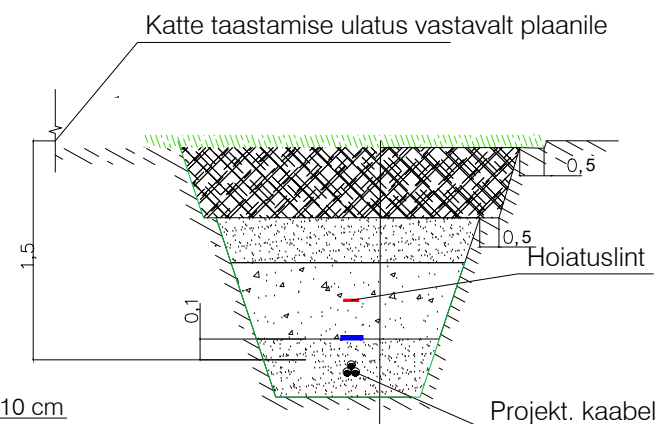 Katte taastamise ulatus vastavalt plaanile
0,5
0,5
1,5
Hoiatuslint
0,1
10 cm
Projekt. kaabel